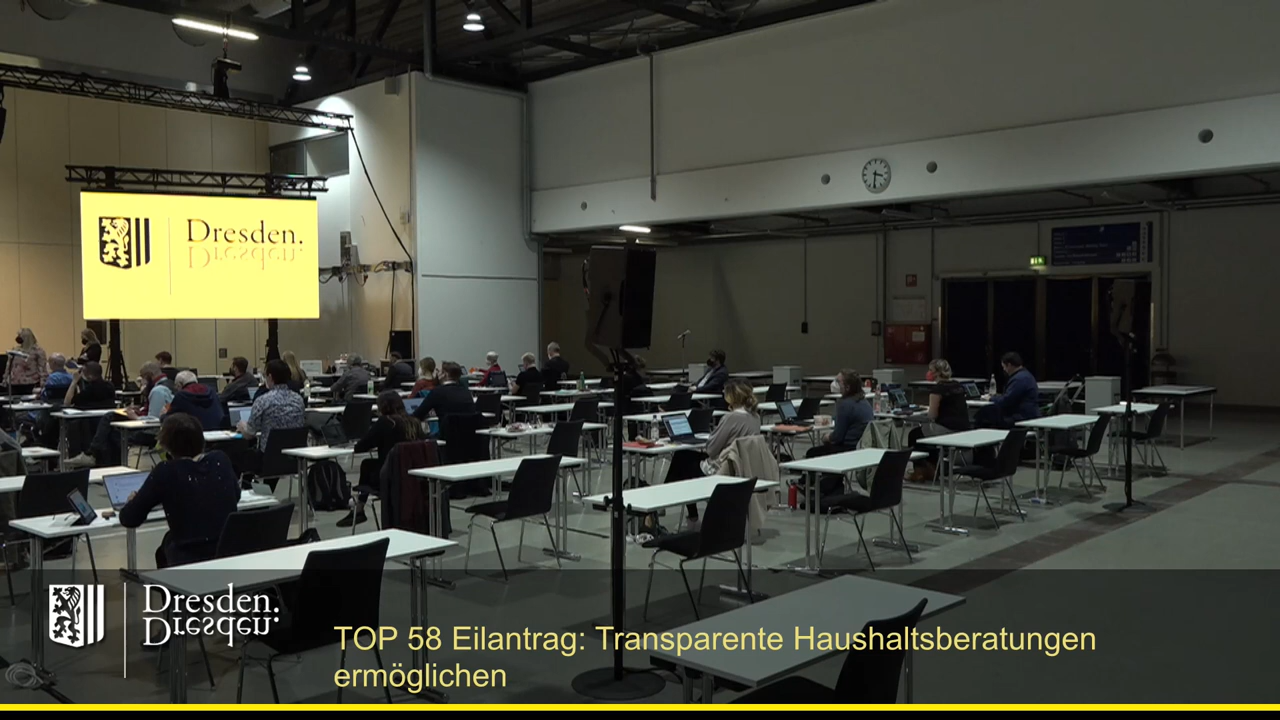 Dresden.
Dresden.
Dresden.
Dresden.
TOP 58 Eilantrag: Transparente Haushaltsberatungen
ermöglichen